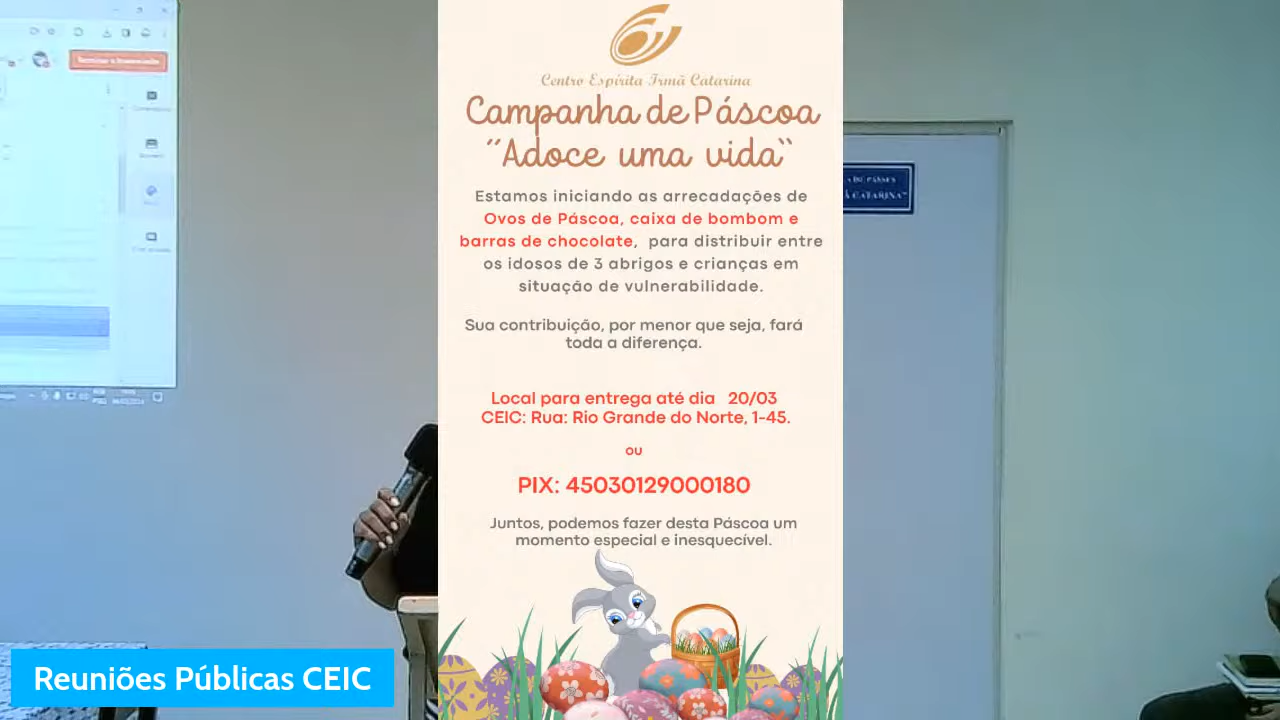 Centro Espírita Irmã Catarina
Campanha de Páscoa
"Adoce uma vida"
Estamos iniciando as arrecadações de
Ovos de Páscoa, caixa de bombom e
barras de chocolate, para distribuir entre
os idosos de 3 abrigos e crianças em
situação de vulnerabilidade.
Sua contribuição, por menor que seja, fará
toda a diferença.
Local para entrega até dia 20/03
CEIC: Rua: Rio Grande do Norte, 1-45.
ou
PIX: 45030129000180
Juntos, podemos fazer desta Páscoa um
momento especial e inesquecível.
DE PASSES
CATARINA"
Reuniões Públicas CEIC